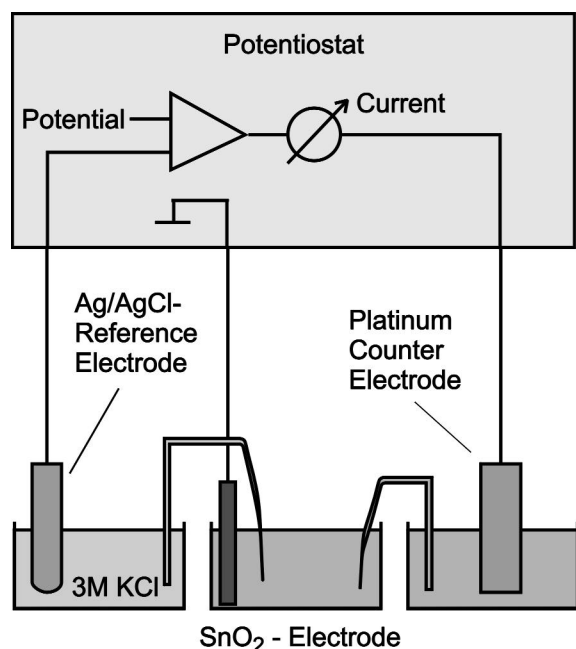 Potentiostat
Potential
Current
Ag/AgCl-
Reference
Electrode
Platinum
Counter
Electrode
3M KCl
SnO₂ - Electrode